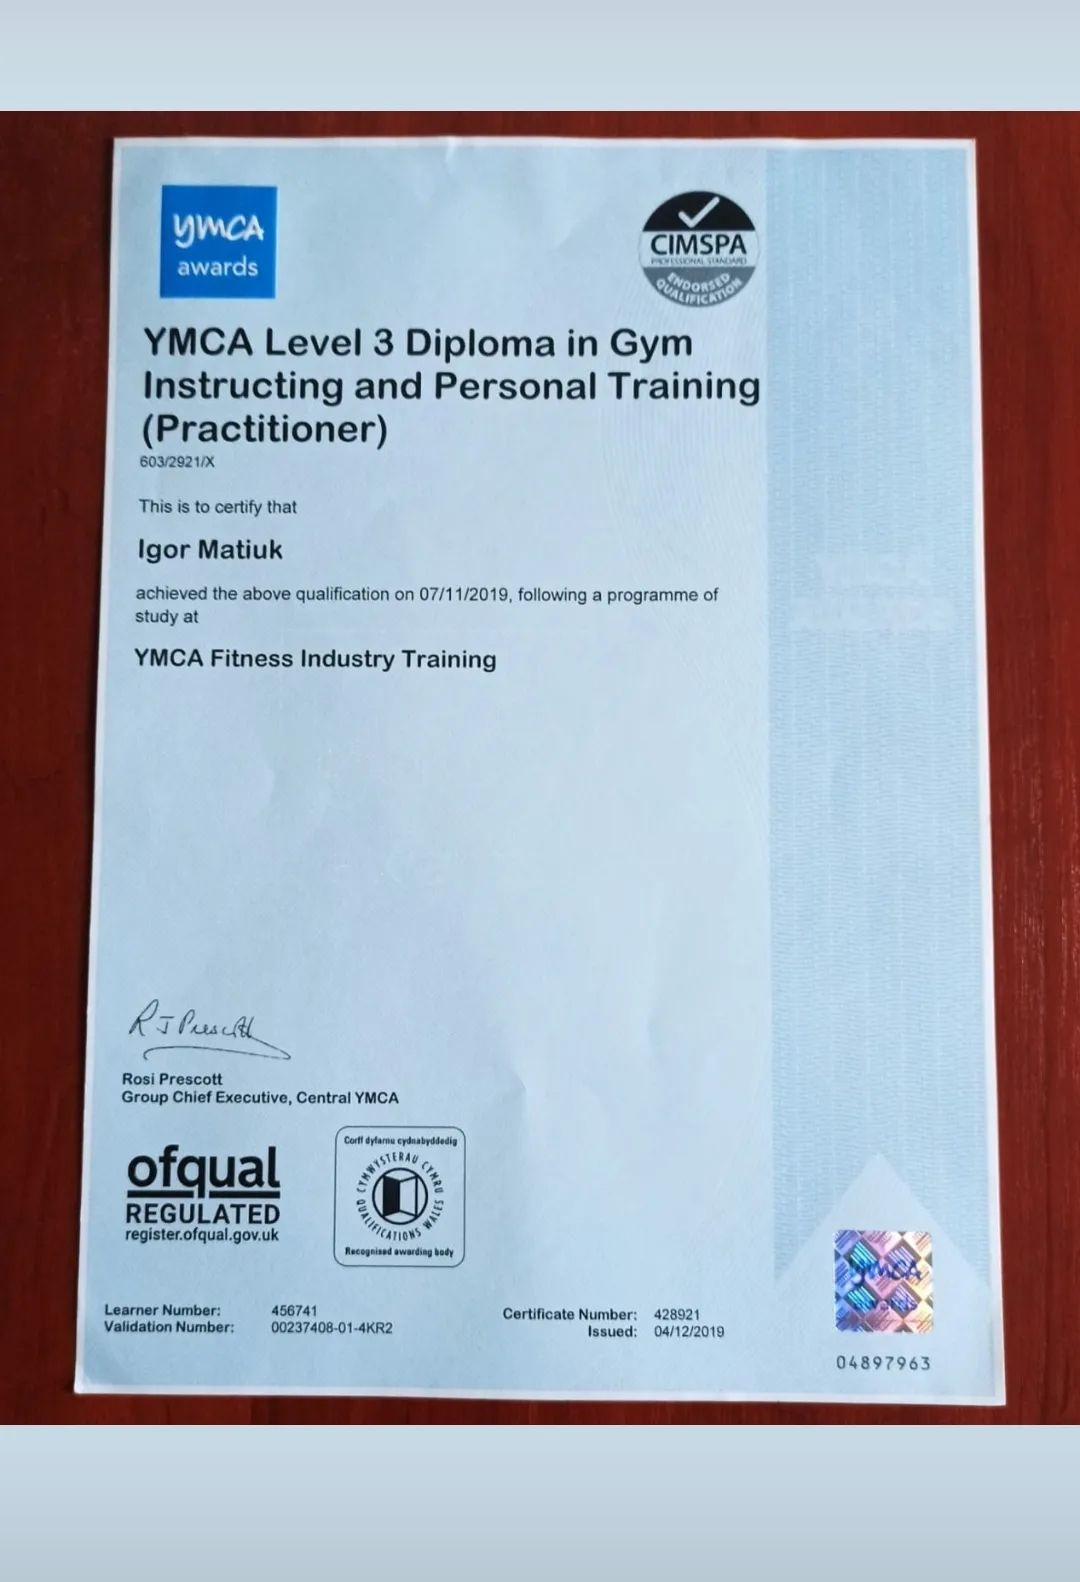 ymca
awards
CIMSPA
PROFESSIONAL STANDARD
ENDORSED
QUALIFICATION
YMCA Level 3 Diploma in Gym
Instructing and Personal Training
(Practitioner)
603/2921/X
This is to certify that
Igor Matiuk
achieved the above qualification on 07/11/2019, following a programme of
study at
YMCA Fitness Industry Training
R J Prescott
Rosi Prescott
Group Chief Executive, Central YMCA
ofqual
REGULATED
register.ofqual.gov.uk
Corff dyfarnu cydnabyddedig
CYMWYSTERAU CYMRU
QUALIFICATIONS WALES
Recognised awarding body
Learner Number: 456741
Validation Number: 00237408-01-4KR2
Certificate Number: 428921
Issued: 04/12/2019
ymca
awards
04897963